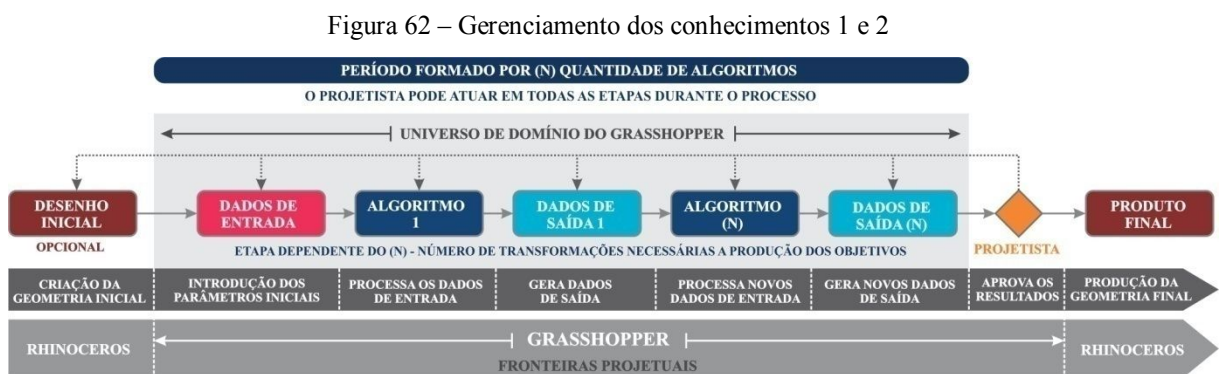 Figura 62 – Gerenciamento dos conhecimentos 1 e 2
PERÍODO FORMADO POR (N) QUANTIDADE DE ALGORITMOS
O PROJETISTA PODE ATUAR EM TODAS AS ETAPAS DURANTE O PROCESSO
UNIVERSO DE DOMÍNIO DO GRASSHOPPER
DESENHO
INICIAL
OPCIONAL
DADOS DE
ENTRADA
ALGORITMO
1
DADOS DE
SAÍDA 1
ALGORITMO
(N)
DADOS DE
SAÍDA (N)
PROJETISTA
PRODUTO
FINAL
ETAPA DEPENDENTE DO (N) - NÚMERO DE TRANSFORMAÇÕES NECESSÁRIAS A PRODUÇÃO DOS OBJETIVOS
CRIAÇÃO DA
GEOMETRIA INICIAL
INTRODUÇÃO DOS
PARÂMETROS INICIAIS
PROCESSA OS DADOS
DE ENTRADA
GERA DADOS
DE SAÍDA
PROCESSA NOVOS
DADOS DE ENTRADA
GERA NOVOS DADOS
DE SAÍDA
APROVA OS
RESULTADOS
PRODUÇÃO DA
GEOMETRIA FINAL
RHINOCEROS
GRASSHOPPER
FRONTEIRAS PROJETUAIS
RHINOCEROS